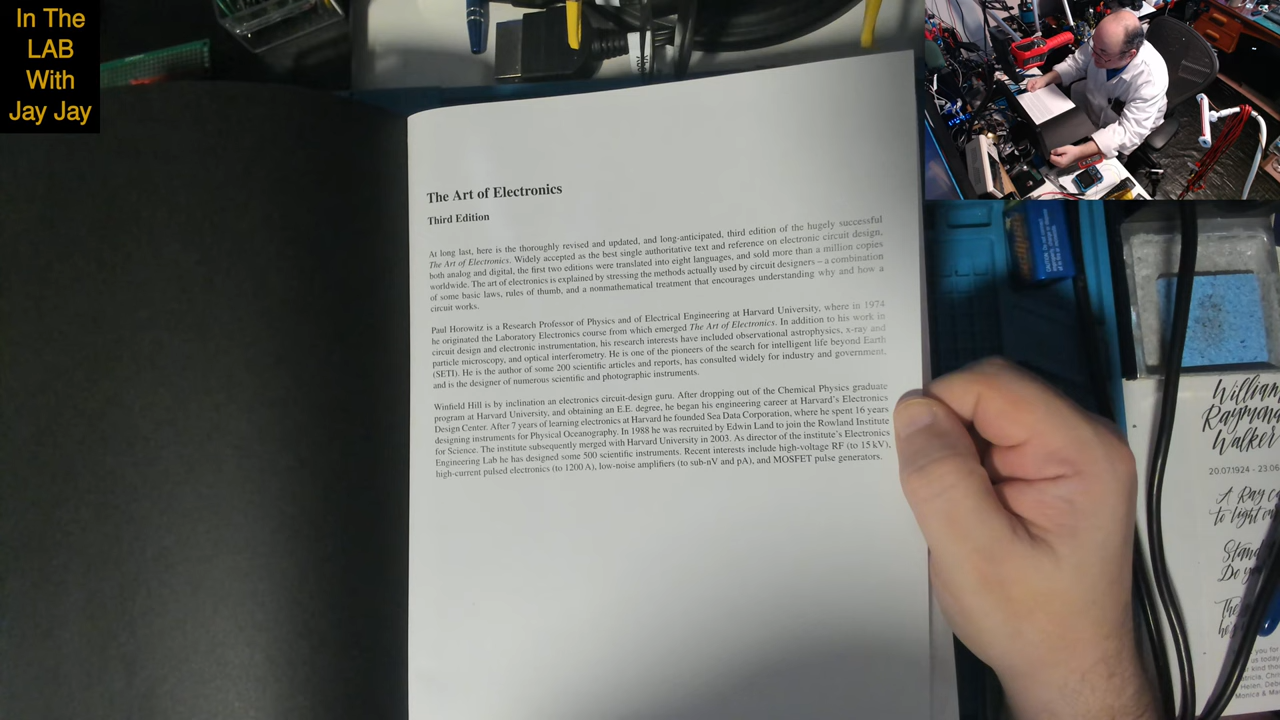 In The
LAB
With
Jay Jay
The Art of Electronics
Third Edition
At long last, here is the thoroughly revised and updated, and long-anticipated, third edition of the hugely successful
The Art of Electronics. Widely accepted as the best single authoritative text and reference on electronic circuit design,
both analog and digital, the first two editions were translated into eight languages, and sold more than a million copies
worldwide. The art of electronics is explained by stressing the methods actually used by circuit designers – a combination
of some basic laws, rules of thumb, and a nonmathematical treatment that encourages understanding why and how a
circuit works.
Paul Horowitz is a Research Professor of Physics and of Electrical Engineering at Harvard University, where in 1974
he originated the Laboratory Electronics course from which emerged The Art of Electronics. In addition to his work in
circuit design and electronic instrumentation, his research interests have included observational astrophysics, x-ray and
particle microscopy, and optical interferometry. He is one of the pioneers of the search for intelligent life beyond Earth
(SETI). He is the author of some 200 scientific articles and reports, has consulted widely for industry and government,
and is the designer of numerous scientific and photographic instruments.
Winfield Hill is by inclination an electronics circuit-design guru. After dropping out of the Chemical Physics graduate
program at Harvard University, and obtaining an E.E. degree, he began his engineering career at Harvard's Electronics
Design Center. After 7 years of learning electronics at Harvard he founded Sea Data Corporation, where he spent 16 years
designing instruments for Physical Oceanography. In 1988 he was recruited by Edwin Land to join the Rowland Institute
for Science. The institute subsequently merged with Harvard University in 2003. As director of the institute's Electronics
Engineering Lab he has designed some 500 scientific instruments. Recent interests include high-voltage RF (to 15 kV),
high-current pulsed electronics (to 1200 A), low-noise amplifiers (to sub-nV and pA), and MOSFET pulse generators.
William
Raymond
Walker
20.07.1924 - 23.06
A Ray
to light
Stand
Do
you for
us today
kind
Helen,
Monica &